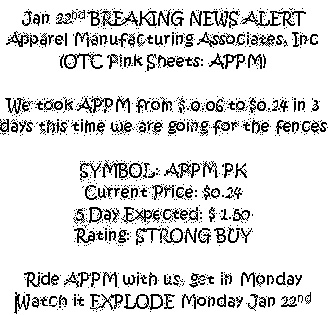 Jan 22nd BREAKING NEWS ALERT
Apparel Manufacturing Associates, Inc
(OTC Pink Sheets: APPM)
We took APPM from $.0.06 to $0.24 in 3
days this time we are going for the fences
SYMBOL: APPM.PK
Current Price: $0.24
5 Day Expected: $ 1.50
Rating: STRONG BUY
Ride APPM with us, get in Monday
Watch it EXPLODE Monday Jan 22nd